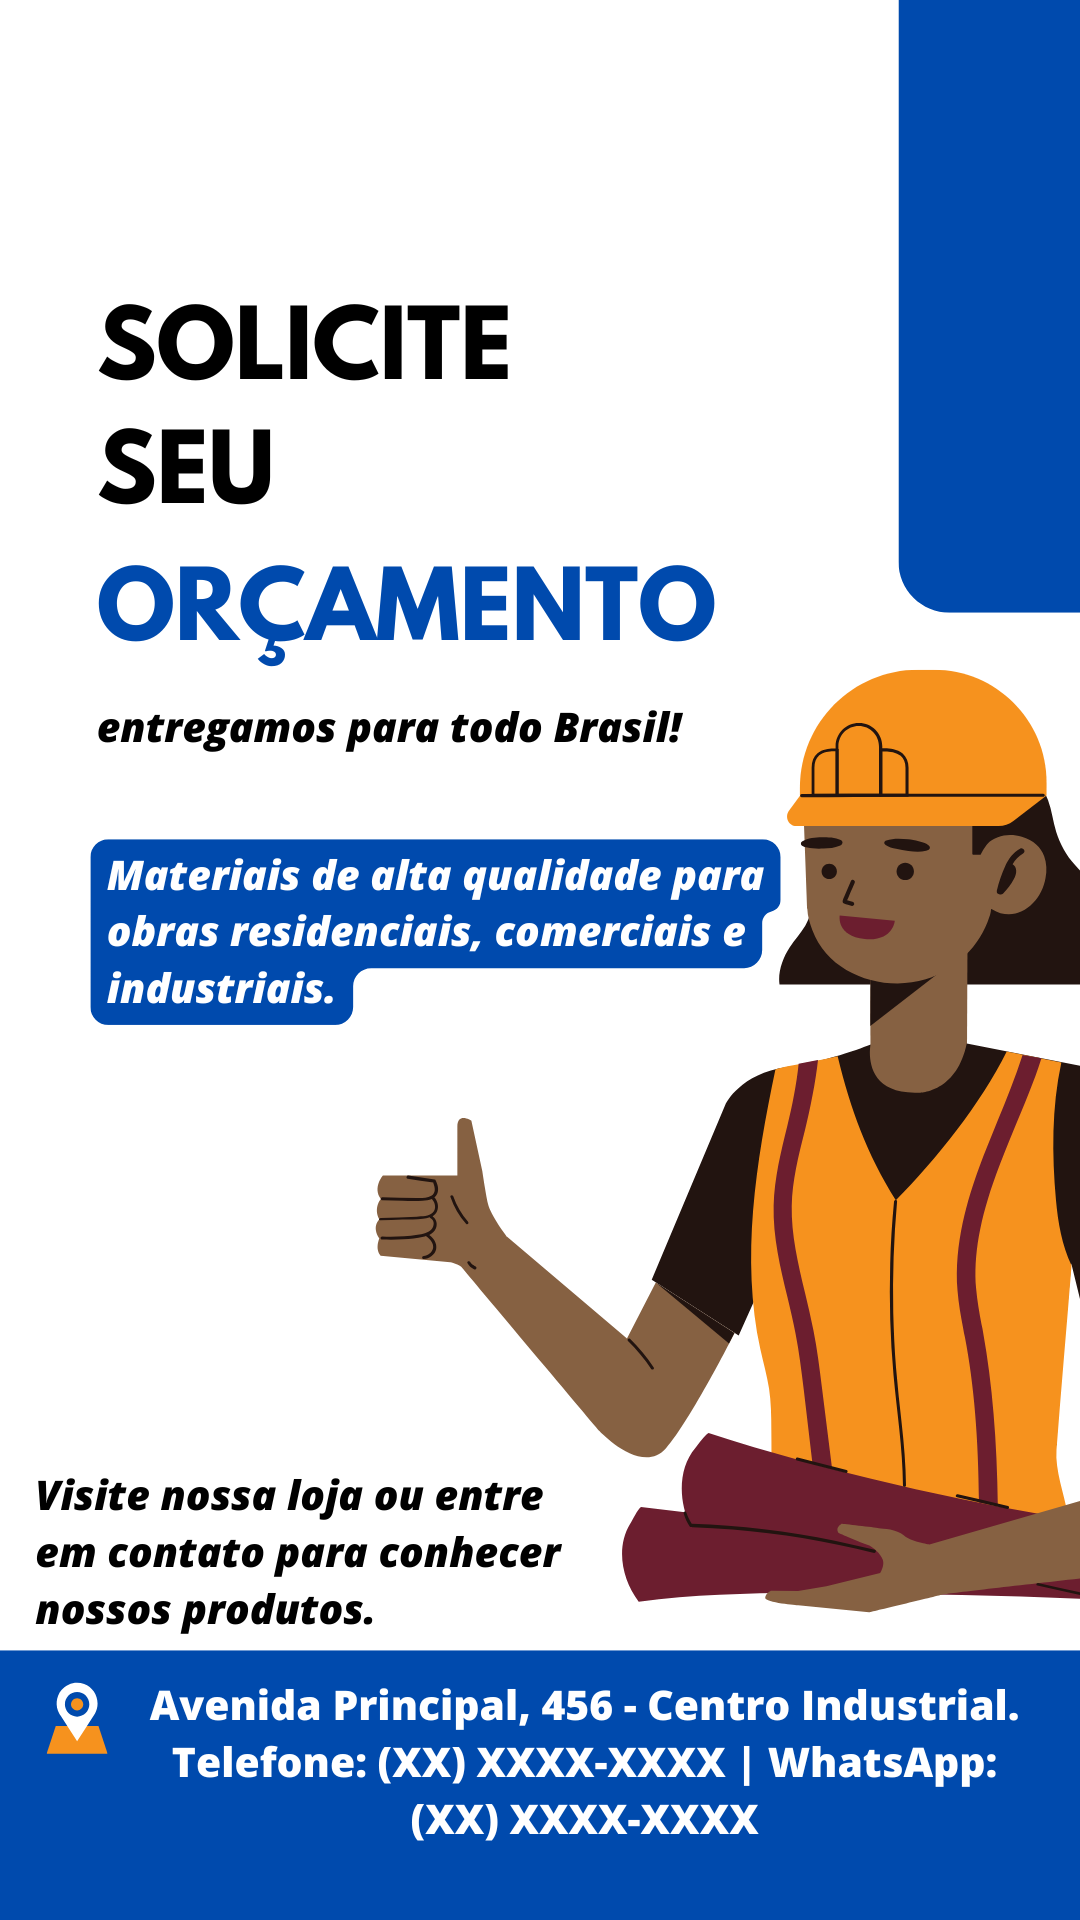 SOLICITE
SEU
ORÇAMENTO
entregamos para todo Brasil!
Materiais de alta qualidade para
obras residenciais, comerciais e
industriais.
Visite nossa loja ou entre
em contato para conhecer
nossos produtos.
Avenida Principal, 456 - Centro Industrial.
Telefone: (XX) XXXX-XXXX | WhatsApp:
(XX) XXXX-XXXX